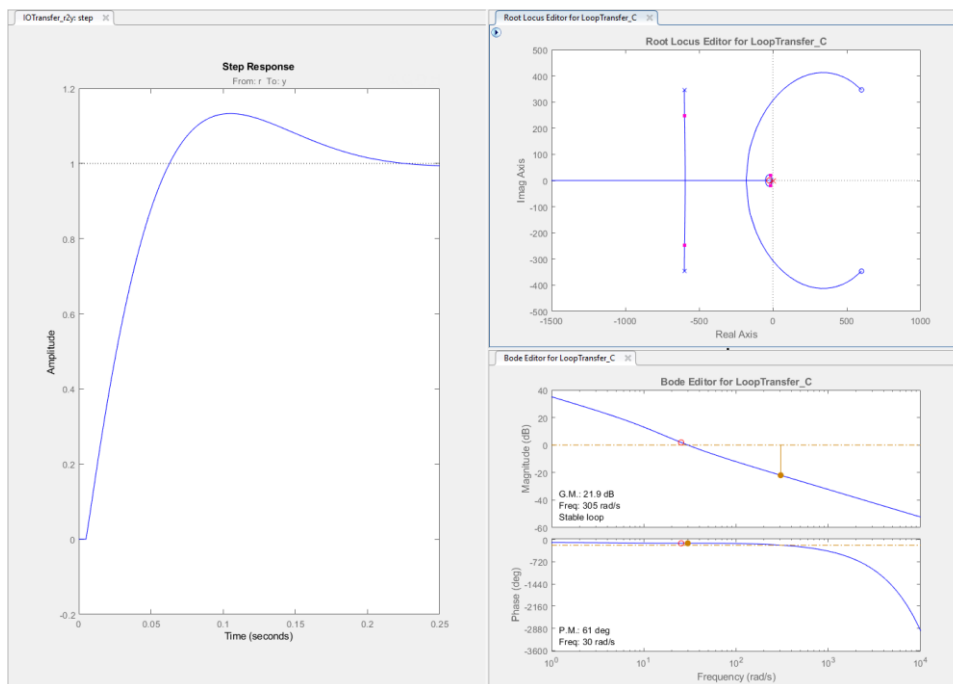 IOTransfer_r2y: step
Step Response
From: r To: y
Amplitude
1.2
1
0.8
0.6
0.4
0.2
0
-0.2
0
0.05
0.1
0.15
0.2
0.25
Time (seconds)
Root Locus Editor for LoopTransfer_C
Root Locus Editor for LoopTransfer_C
Imag Axis
500
400
300
200
100
0
-100
-200
-300
-400
-500
-1500
-1000
-500
0
500
1000
Real Axis
Bode Editor for LoopTransfer_C
Bode Editor for LoopTransfer_C
Magnitude (dB)
40
20
0
-20
-40
-60
G.M.: 21.9 dB
Freq: 305 rad/s
Stable loop
Phase (deg)
0
-720
-1440
-2160
-2880
-3600
P.M.: 61 deg
Freq: 30 rad/s
10^0
10^1
10^2
10^3
10^4
Frequency (rad/s)